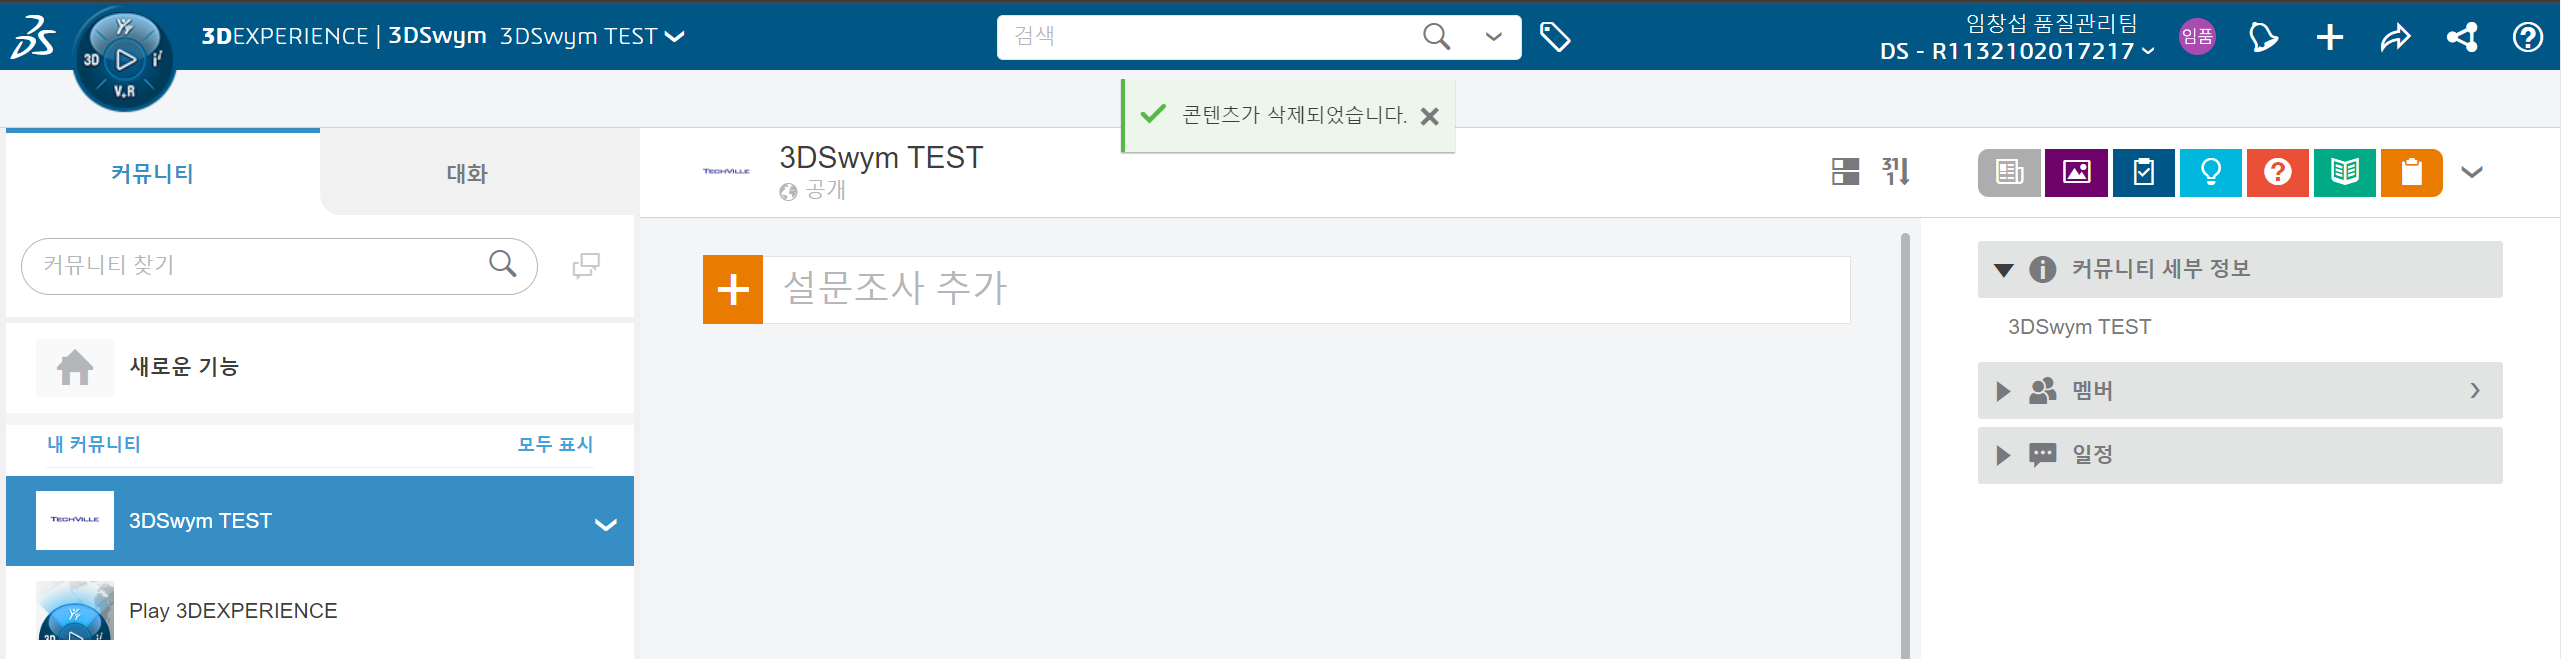 3DEXPERIENCE | 3DSwym 3DSwym TEST
3D
V.R
검색
임창섭 품질관리팀
DS - R1132102017217
임품
콘텐츠가 삭제되었습니다.
커뮤니티
대화
커뮤니티 찾기
새로운 기능
내 커뮤니티
모두 표시
TECHVILLE
3DSwym TEST
Play 3DEXPERIENCE
TECHVILLE
3DSwym TEST
공개
31
1
설문조사 추가
커뮤니티 세부 정보
3DSwym TEST
멤버
일정